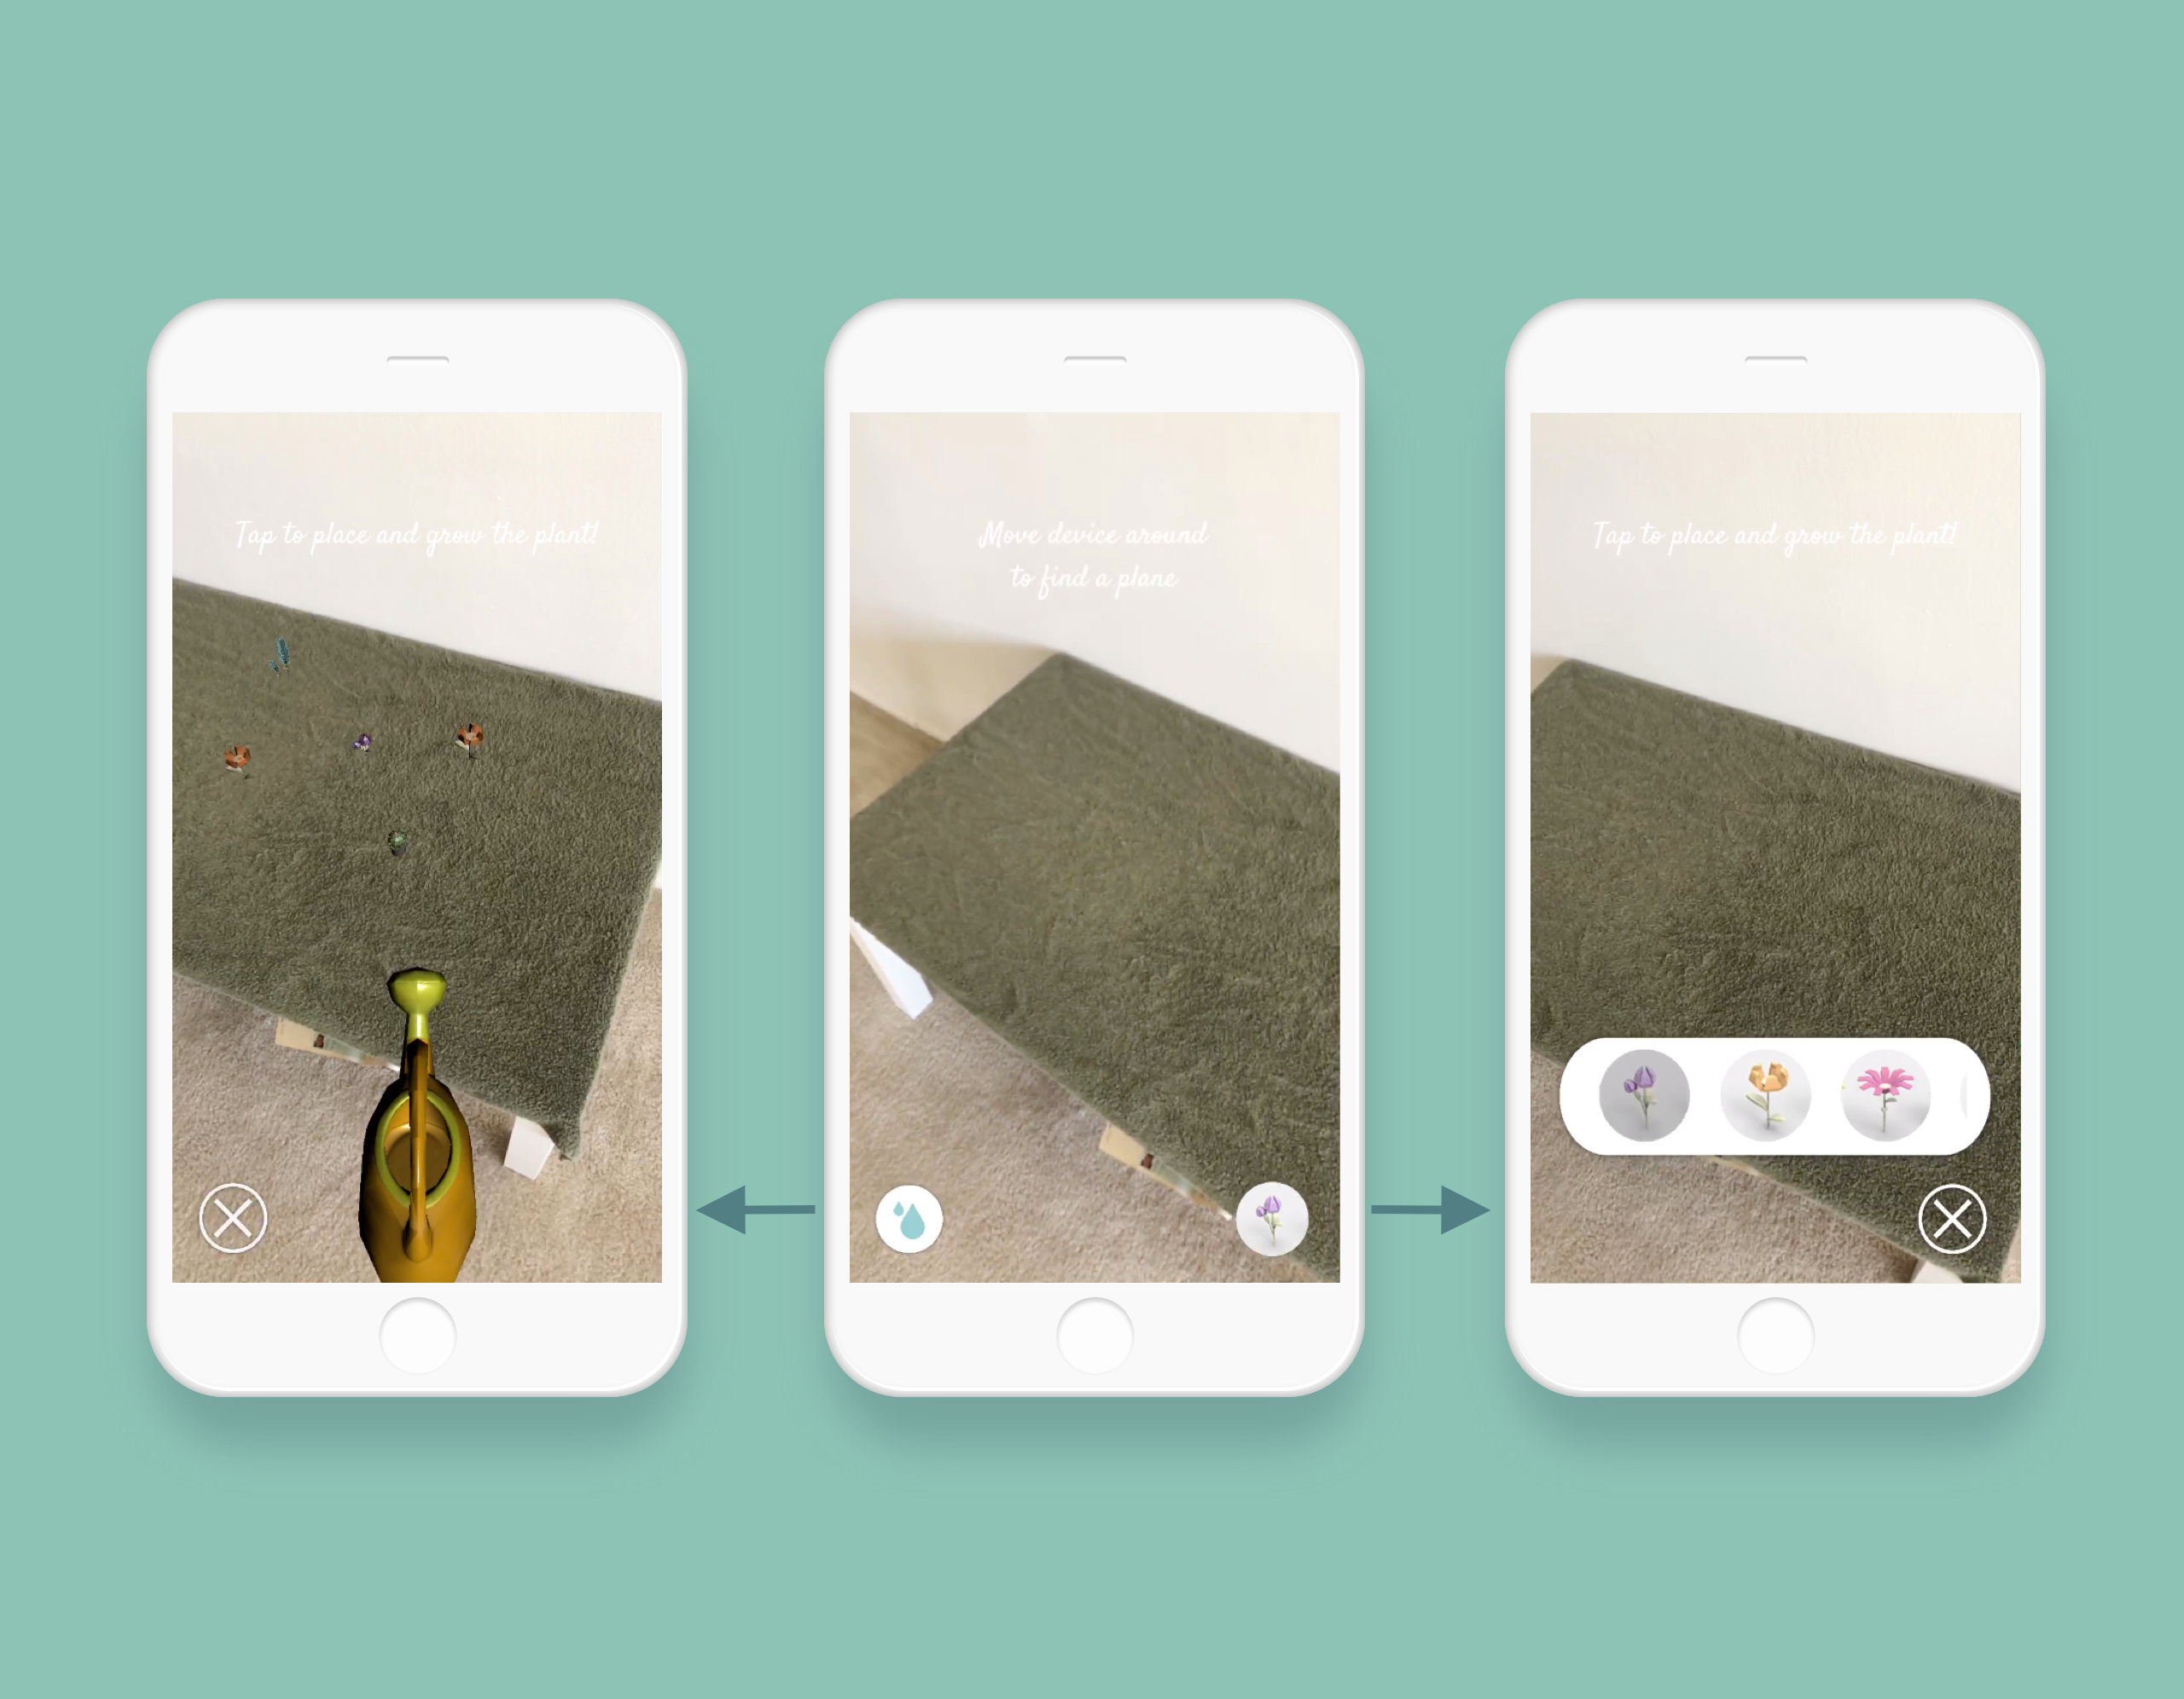 Tap to place and grow the plant!
Move device around
to find a plane
Tap to place and grow the plant!